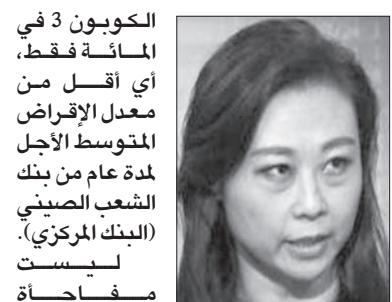 الكوبون 3 في
المائة فقط،
أي أقل من
معدل الإقراض
المتوسط الأجل
لمدة عام من بنك
الشعب الصيني
(البنك المركزي).
ليست
مفاجأة